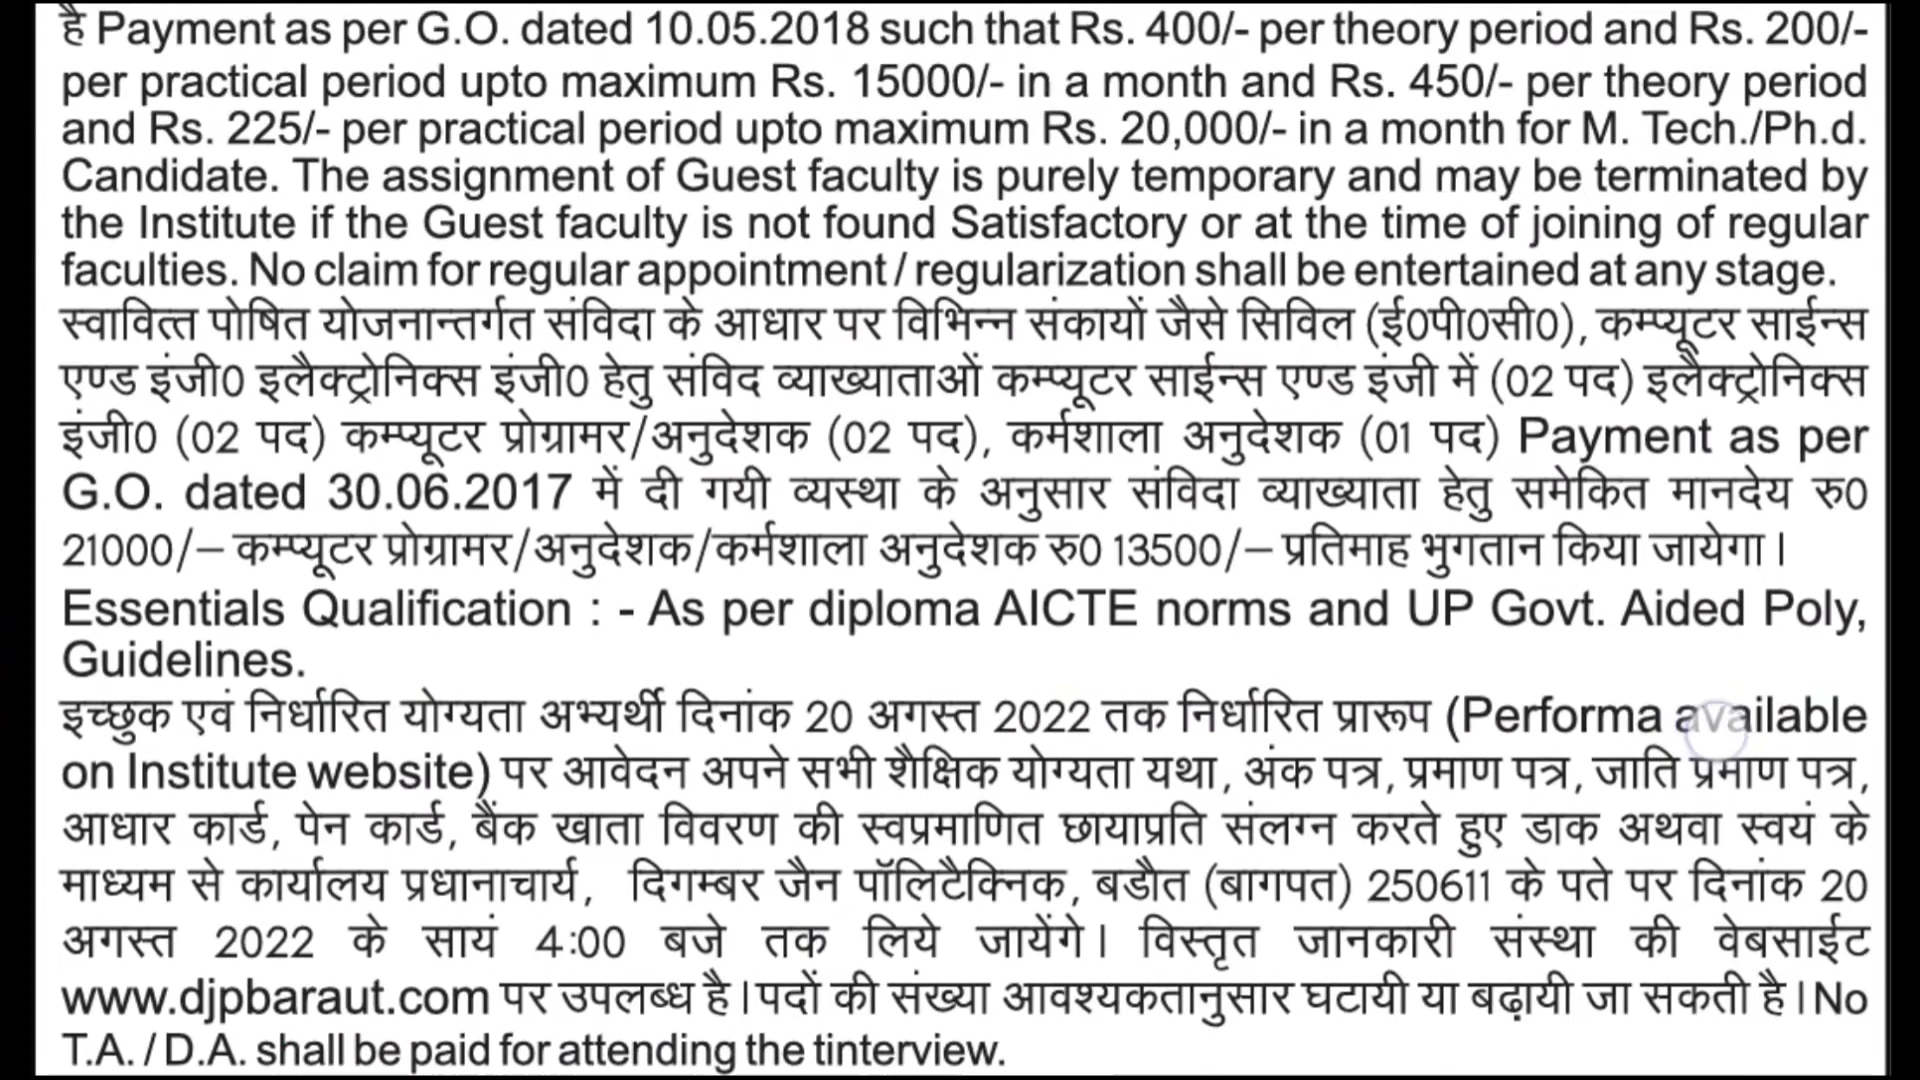 है Payment as per G.O. dated 10.05.2018 such that Rs. 400/- per theory period and Rs. 200/-
per practical period upto maximum Rs. 15000/- in a month and Rs. 450/- per theory period
and Rs. 225/- per practical period upto maximum Rs. 20,000/- in a month for M. Tech./Ph.d.
Candidate. The assignment of Guest faculty is purely temporary and may be terminated by
the Institute if the Guest faculty is not found Satisfactory or at the time of joining of regular
faculties. No claim for regular appointment / regularization shall be entertained at any stage.
स्वावित्त पोषित योजनान्तर्गत संविदा के आधार पर विभिन्न संकायों जैसे सिविल (ई0पी0सी0), कम्प्यूटर साईन्स
एण्ड इंजी0 इलैक्ट्रोनिक्स इंजी0 हेतु संविद व्याख्याताओं कम्प्यूटर साईन्स एण्ड इंजी में (02 पद) इलैक्ट्रोनिक्स
इंजी0 (02 पद) कम्प्यूटर प्रोग्रामर/अनुदेशक (02 पद), कर्मशाला अनुदेशक (01 पद) Payment as per
G.O. dated 30.06.2017 में दी गयी व्यस्था के अनुसार संविदा व्याख्याता हेतु समेकित मानदेय रु0
21000/– कम्प्यूटर प्रोग्रामर/अनुदेशक/कर्मशाला अनुदेशक रु0 13500/– प्रतिमाह भुगतान किया जायेगा।
Essentials Qualification : - As per diploma AICTE norms and UP Govt. Aided Poly,
Guidelines.
इच्छुक एवं निर्धारित योग्यता अभ्यर्थी दिनांक 20 अगस्त 2022 तक निर्धारित प्रारूप (Performa available
on Institute website) पर आवेदन अपने सभी शैक्षिक योग्यता यथा, अंक पत्र, प्रमाण पत्र, जाति प्रमाण पत्र,
आधार कार्ड, पेन कार्ड, बैंक खाता विवरण की स्वप्रमाणित छायाप्रति संलग्न करते हुए डाक अथवा स्वयं के
माध्यम से कार्यालय प्रधानाचार्य, दिगम्बर जैन पॉलिटैक्निक, बडौत (बागपत) 250611 के पते पर दिनांक 20
अगस्त 2022 के सायं 4:00 बजे तक लिये जायेंगे। विस्तृत जानकारी संस्था की वेबसाईट
www.djpbaraut.com पर उपलब्ध है। पदों की संख्या आवश्यकतानुसार घटायी या बढ़ायी जा सकती है। No
T.A. / D.A. shall be paid for attending the tinterview.